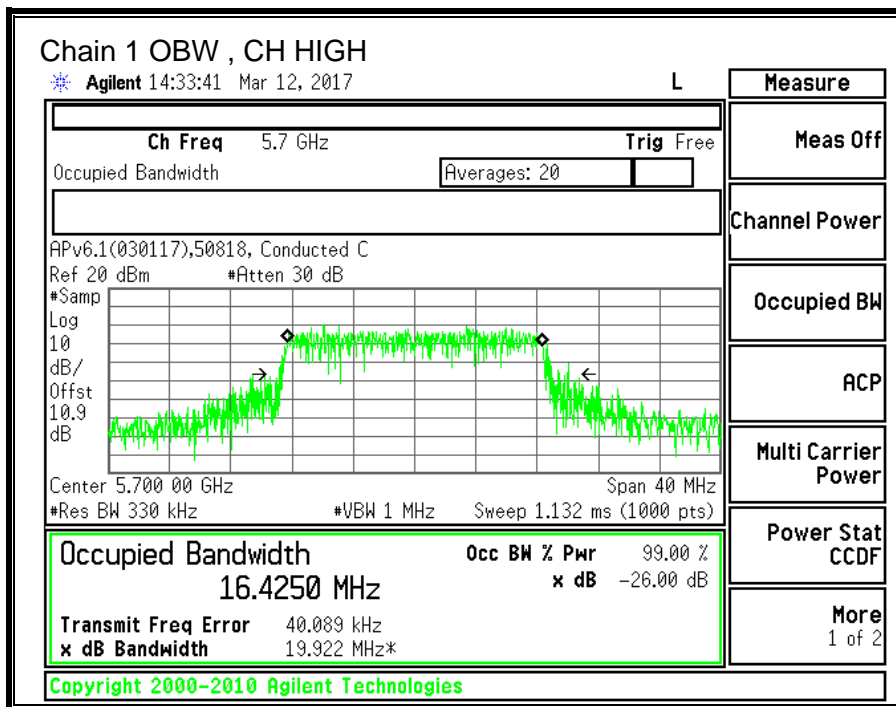 Chain 1 OBW , CH HIGH
Agilent 14:33:41 Mar 12, 2017 L
Measure
Ch Freq 5.7 GHz Trig Free
Occupied Bandwidth Averages: 20
APv6.1(030117),50818, Conducted C
Ref 20 dBm #Atten 30 dB
#Samp
Log
10
dB/
Offst
10.9
dB
Center 5.700 00 GHz Span 40 MHz
#Res BW 330 kHz #VBW 1 MHz Sweep 1.132 ms (1000 pts)
Occupied Bandwidth Occ BW % Pwr 99.00 %
16.4250 MHz x dB -26.00 dB
Transmit Freq Error 40.089 kHz
x dB Bandwidth 19.922 MHz*
Copyright 2000-2010 Agilent Technologies
Meas Off
Channel Power
Occupied BW
ACP
Multi Carrier
Power
Power Stat
CCDF
More
1 of 2